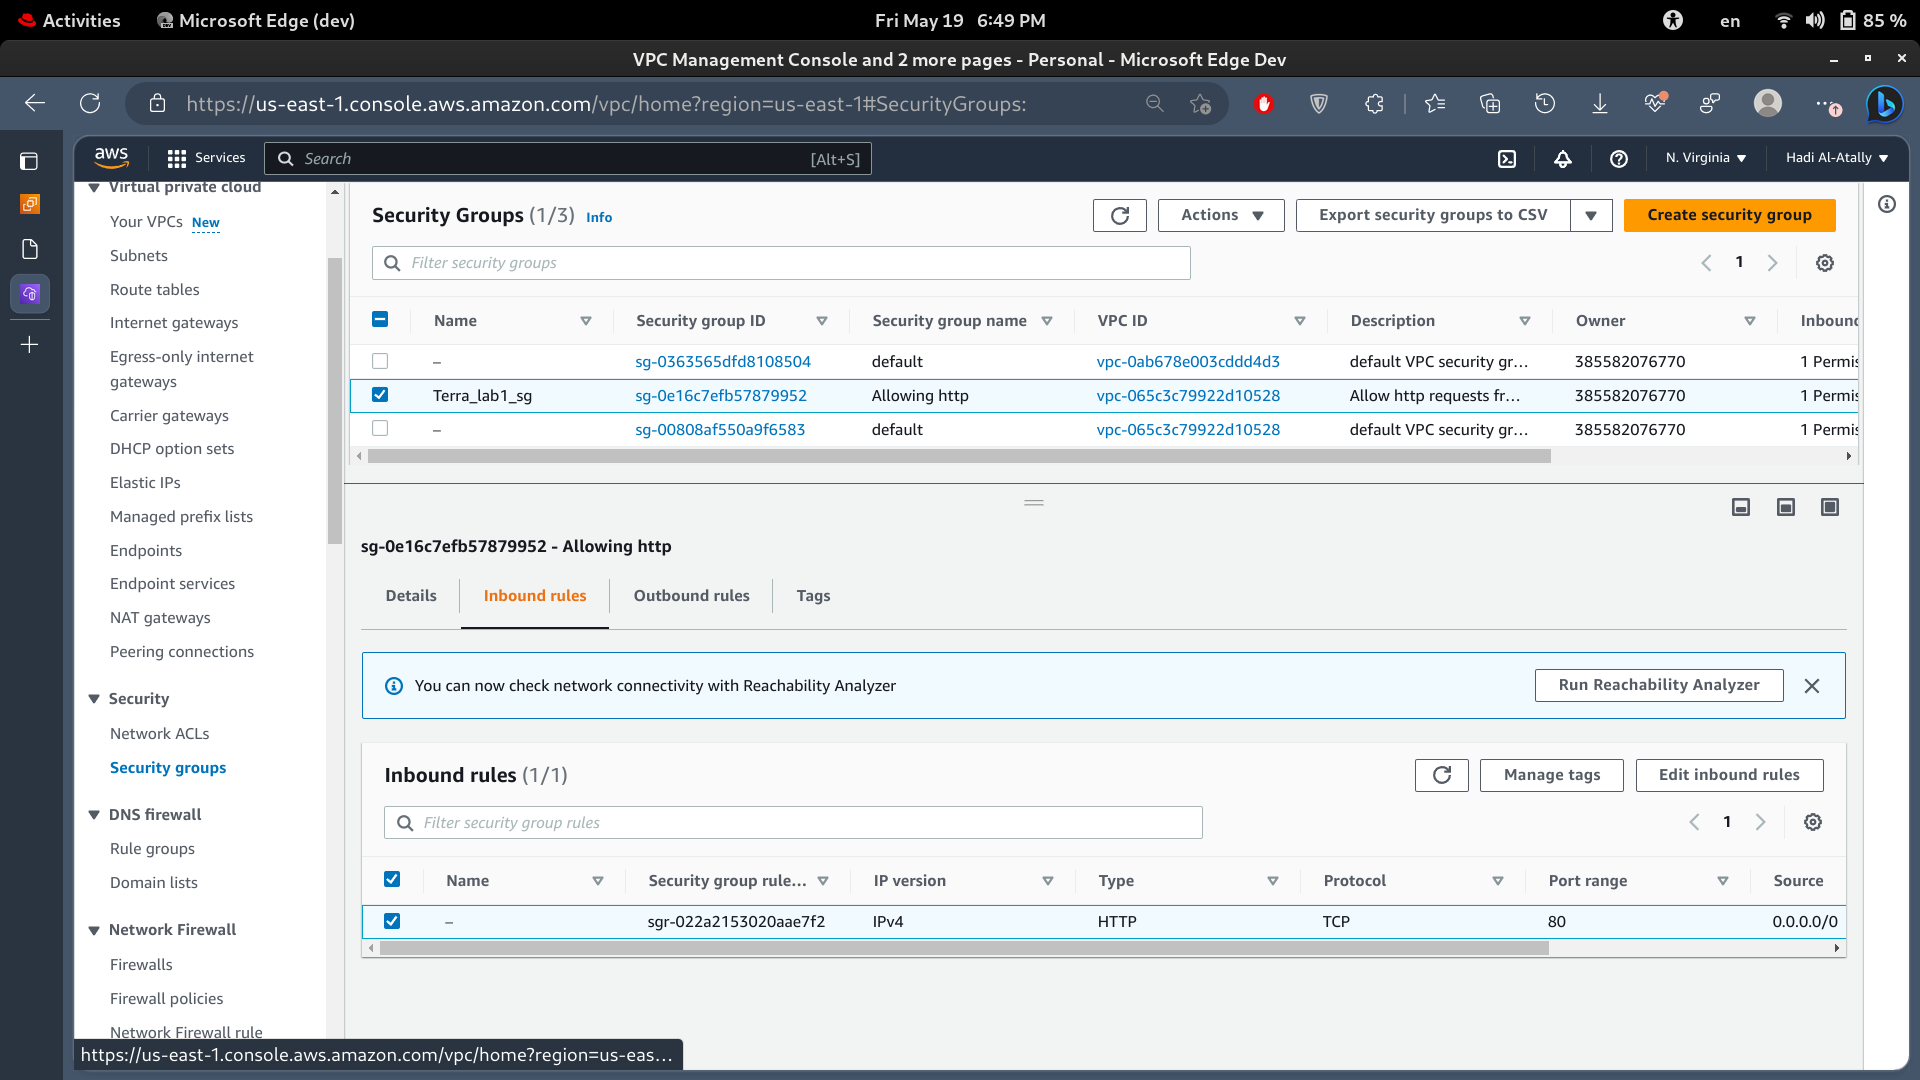 Activities Microsoft Edge (dev) Fri May 19 6:49 PM en 85 %
VPC Management Console and 2 more pages - Personal - Microsoft Edge Dev
https://us-east-1.console.aws.amazon.com/vpc/home?region=us-east-1#SecurityGroups:
aws Services Search [Alt+S] N. Virginia Hadi Al-Atally
Virtual private cloud
Your VPCs New
Subnets
Route tables
Internet gateways
Egress-only internet
gateways
Carrier gateways
DHCP option sets
Elastic IPs
Managed prefix lists
Endpoints
Endpoint services
NAT gateways
Peering connections
Security
Network ACLs
Security groups
DNS firewall
Rule groups
Domain lists
Network Firewall
Firewalls
Firewall policies
Network Firewall rule
Security Groups (1/3) Info Actions Export security groups to CSV Create security group
Filter security groups 1
Name Security group ID Security group name VPC ID Description Owner Inbound
– sg-0363565dfd8108504 default vpc-0ab678e003cddd4d3 default VPC security gr... 385582076770 1 Permis
Terra_lab1_sg sg-0e16c7efb57879952 Allowing http vpc-065c3c79922d10528 Allow http requests fr... 385582076770 1 Permis
– sg-00808af550a9f6583 default vpc-065c3c79922d10528 default VPC security gr... 385582076770 1 Permis
sg-0e16c7efb57879952 - Allowing http
Details Inbound rules Outbound rules Tags
You can now check network connectivity with Reachability Analyzer Run Reachability Analyzer
Inbound rules (1/1) Manage tags Edit inbound rules
Filter security group rules 1
Name Security group rule... IP version Type Protocol Port range Source
– sgr-022a2153020aae7f2 IPv4 HTTP TCP 80 0.0.0.0/0
https://us-east-1.console.aws.amazon.com/vpc/home?region=us-eas...